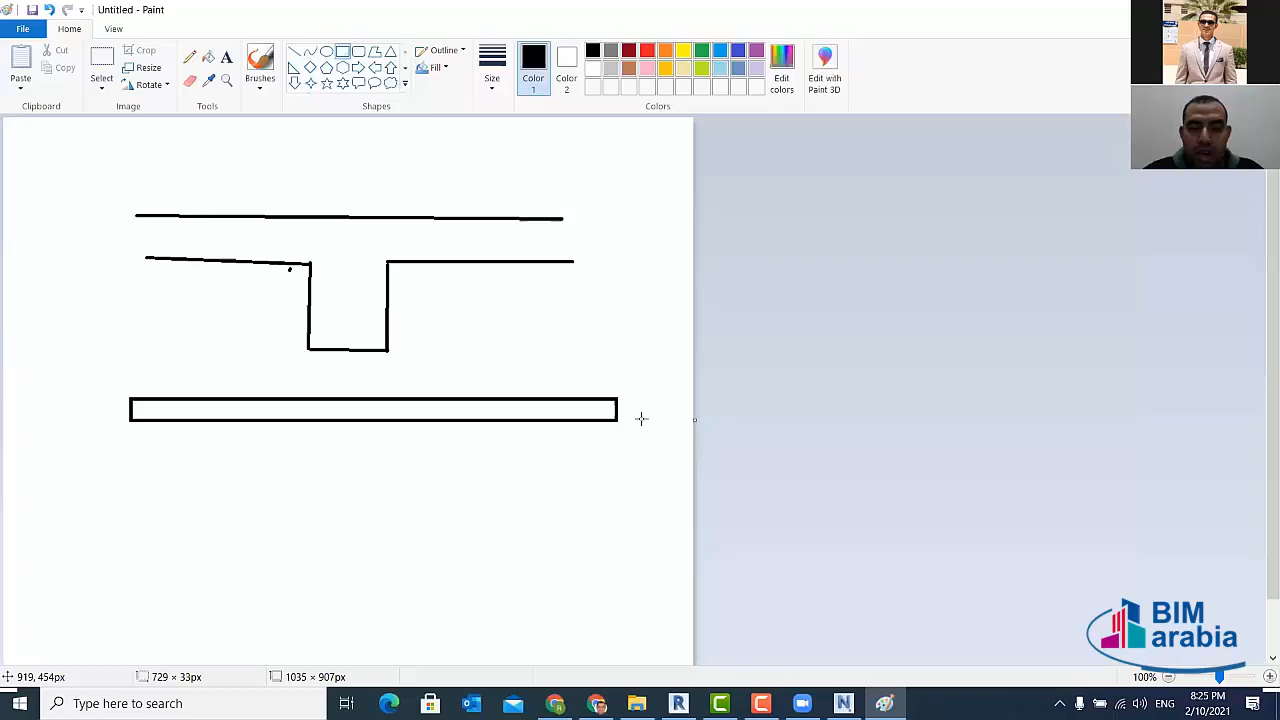 Untitled - Paint
File
Home
View
Paste
Cut
Copy
Clipboard
Select
Crop
Resize
Rotate
Image
A
Tools
Brushes
Outline
Fill
Shapes
Size
Color
1
Color
2
Edit
colors
Colors
Edit with
Paint 3D
BIM
arabia
919, 454px
729 × 33px
1035 × 907px
100%
Type here to search
R
C
C
N
ENG
8:25 PM
2/10/2021